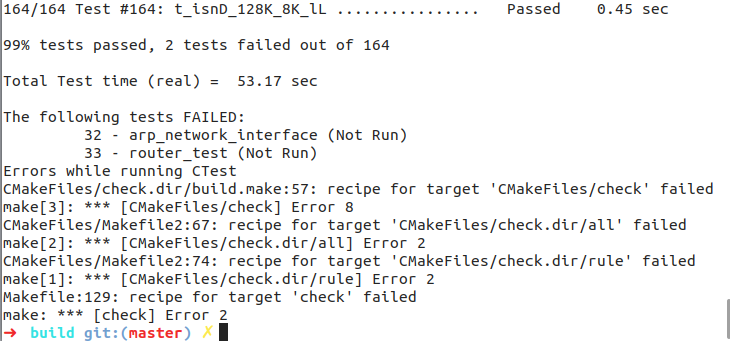 164/164 Test #164: t_isnD_128K_8K_lL ................   Passed    0.45 sec
99% tests passed, 2 tests failed out of 164
Total Test time (real) =  53.17 sec
The following tests FAILED:
32 - arp_network_interface (Not Run)
33 - router_test (Not Run)
Errors while running CTest
CMakeFiles/check.dir/build.make:57: recipe for target 'CMakeFiles/check' failed
make[3]: *** [CMakeFiles/check] Error 8
CMakeFiles/Makefile2:67: recipe for target 'CMakeFiles/check.dir/all' failed
make[2]: *** [CMakeFiles/check.dir/all] Error 2
CMakeFiles/Makefile2:74: recipe for target 'CMakeFiles/check.dir/rule' failed
make[1]: *** [CMakeFiles/check.dir/rule] Error 2
Makefile:129: recipe for target 'check' failed
make: *** [check] Error 2
➜  build git:(master) ✗